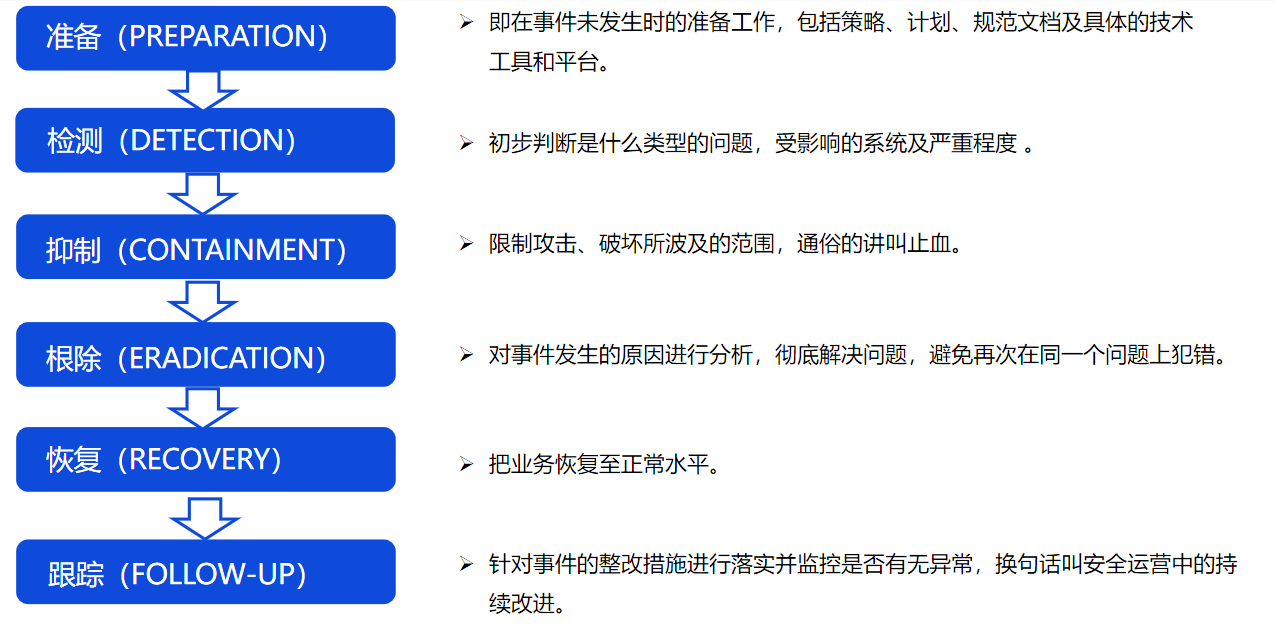 准备（PREPARATION）
➢ 即在事件未发生时的准备工作，包括策略、计划、规范文档及具体的技术
工具和平台。
检测（DETECTION）
➢ 初步判断是什么类型的问题，受影响的系统及严重程度 。
抑制（CONTAINMENT）
➢ 限制攻击、破坏所波及的范围，通俗的讲叫止血。
根除（ERADICATION）
➢ 对事件发生的原因进行分析，彻底解决问题，避免再次在同一个问题上犯错。
恢复（RECOVERY）
➢ 把业务恢复至正常水平。
跟踪（FOLLOW-UP）
➢ 针对事件的整改措施进行落实并监控是否有无异常，换句话叫安全运营中的持
续改进。